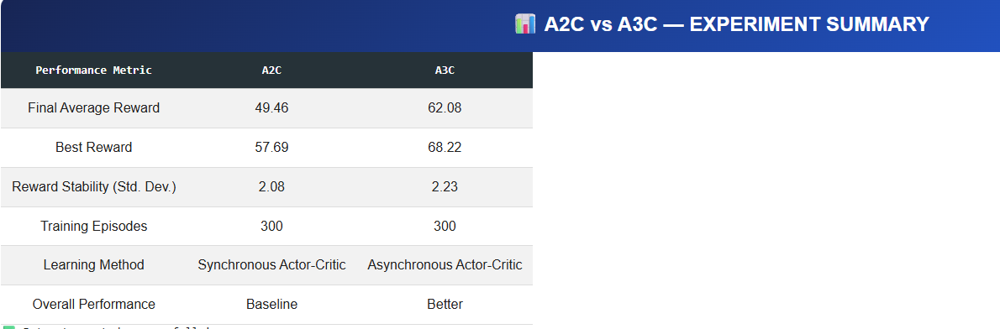 📊 A2C vs A3C — EXPERIMENT SUMMARY
Performance Metric A2C A3C
Final Average Reward 49.46 62.08
Best Reward 57.69 68.22
Reward Stability (Std. Dev.) 2.08 2.23
Training Episodes 300 300
Learning Method Synchronous Actor-Critic Asynchronous Actor-Critic
Overall Performance Baseline Better